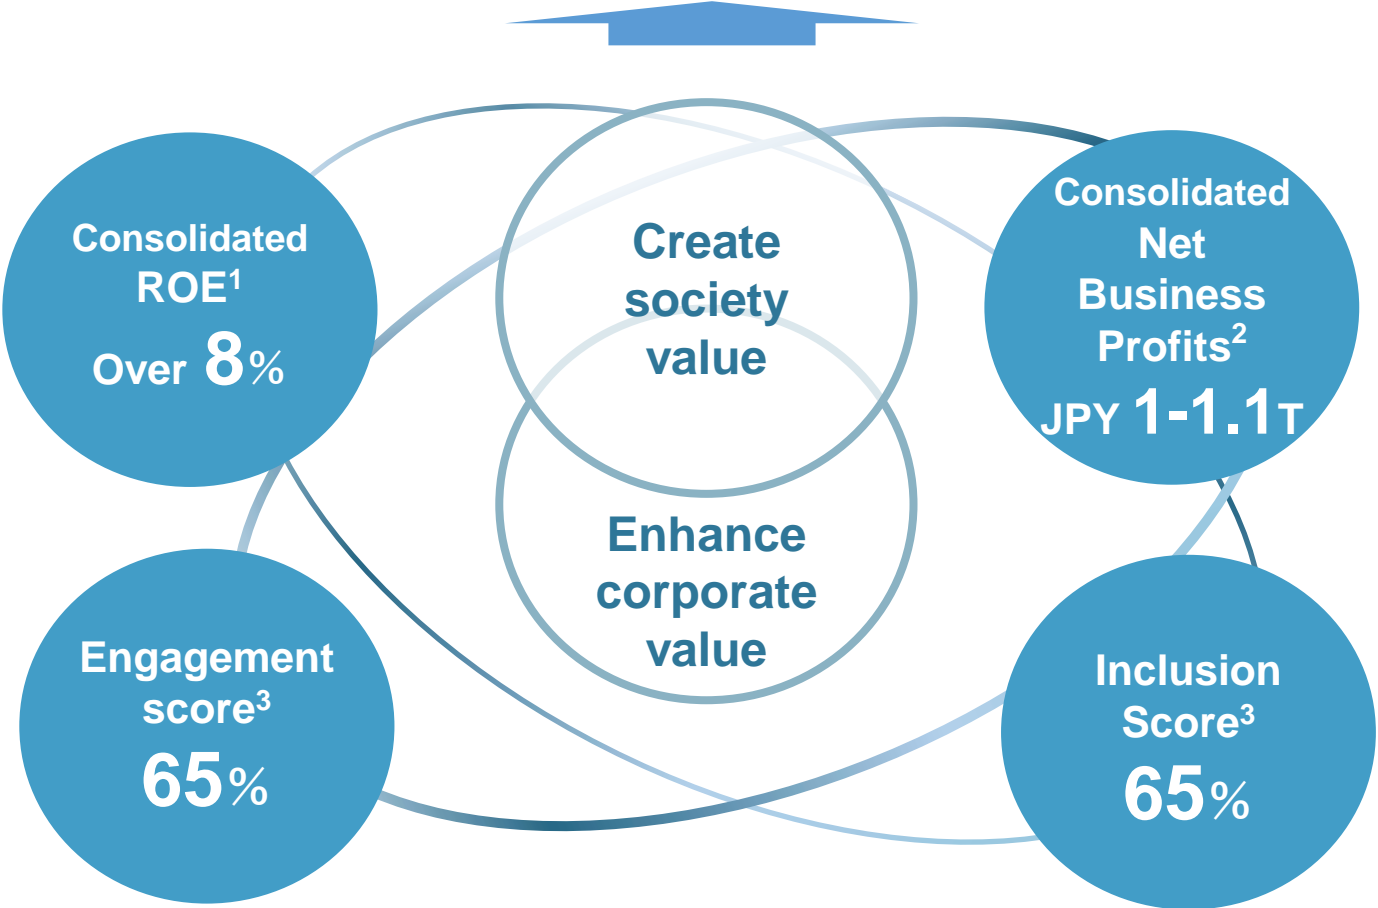 Consolidated
ROE1
Over 8%
Create
society
value
Consolidated
Net
Business
Profits2
JPY 1-1.1T
Engagement
score3
65%
Enhance
corporate
value
Inclusion
Score3
65%